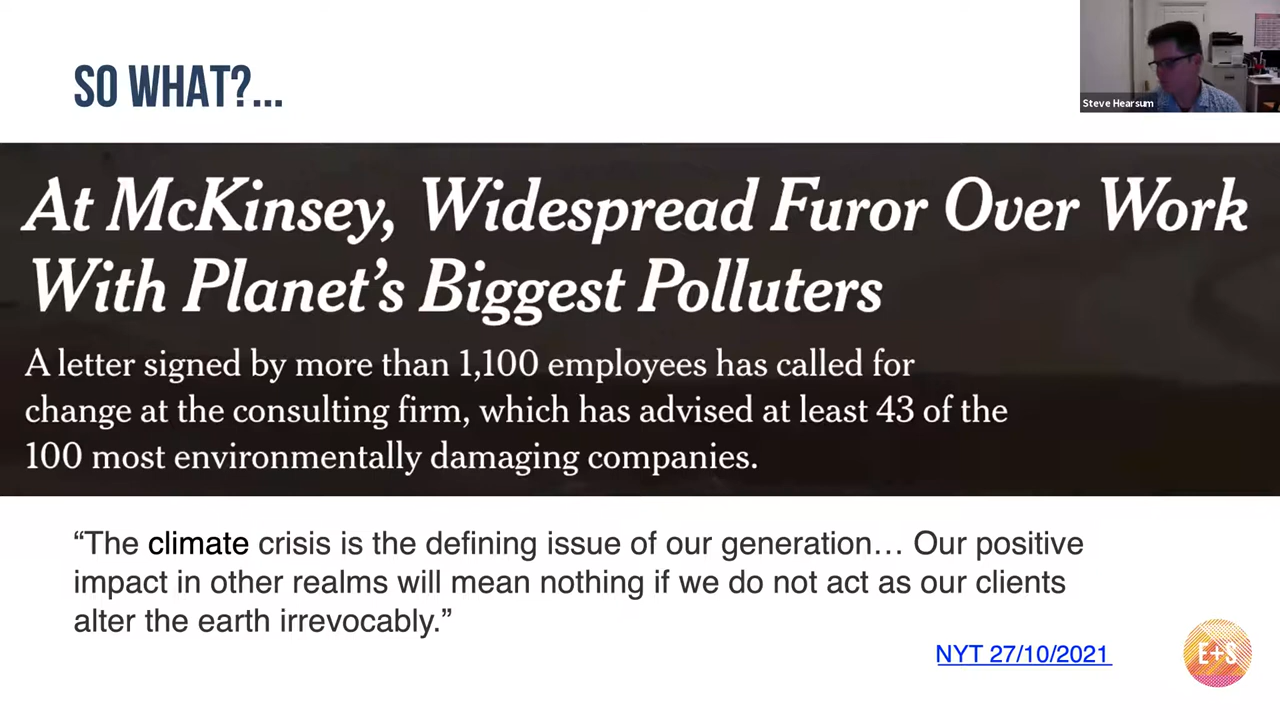 SO WHAT?...
Steve Hearsum
At McKinsey, Widespread Furor Over Work
With Planet’s Biggest Polluters
A letter signed by more than 1,100 employees has called for
change at the consulting firm, which has advised at least 43 of the
100 most environmentally damaging companies.
“The climate crisis is the defining issue of our generation… Our positive
impact in other realms will mean nothing if we do not act as our clients
alter the earth irrevocably.”
NYT 27/10/2021
E+S